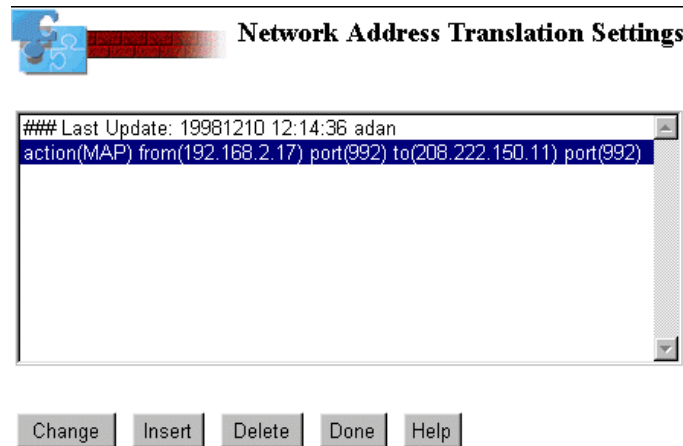 Network Address Translation Settings
### Last Update: 19981210 12:14:36 adan
action(MAP) from(192.168.2.17) port(992) to(208.222.150.11) port(992)
Change Insert Delete Done Help